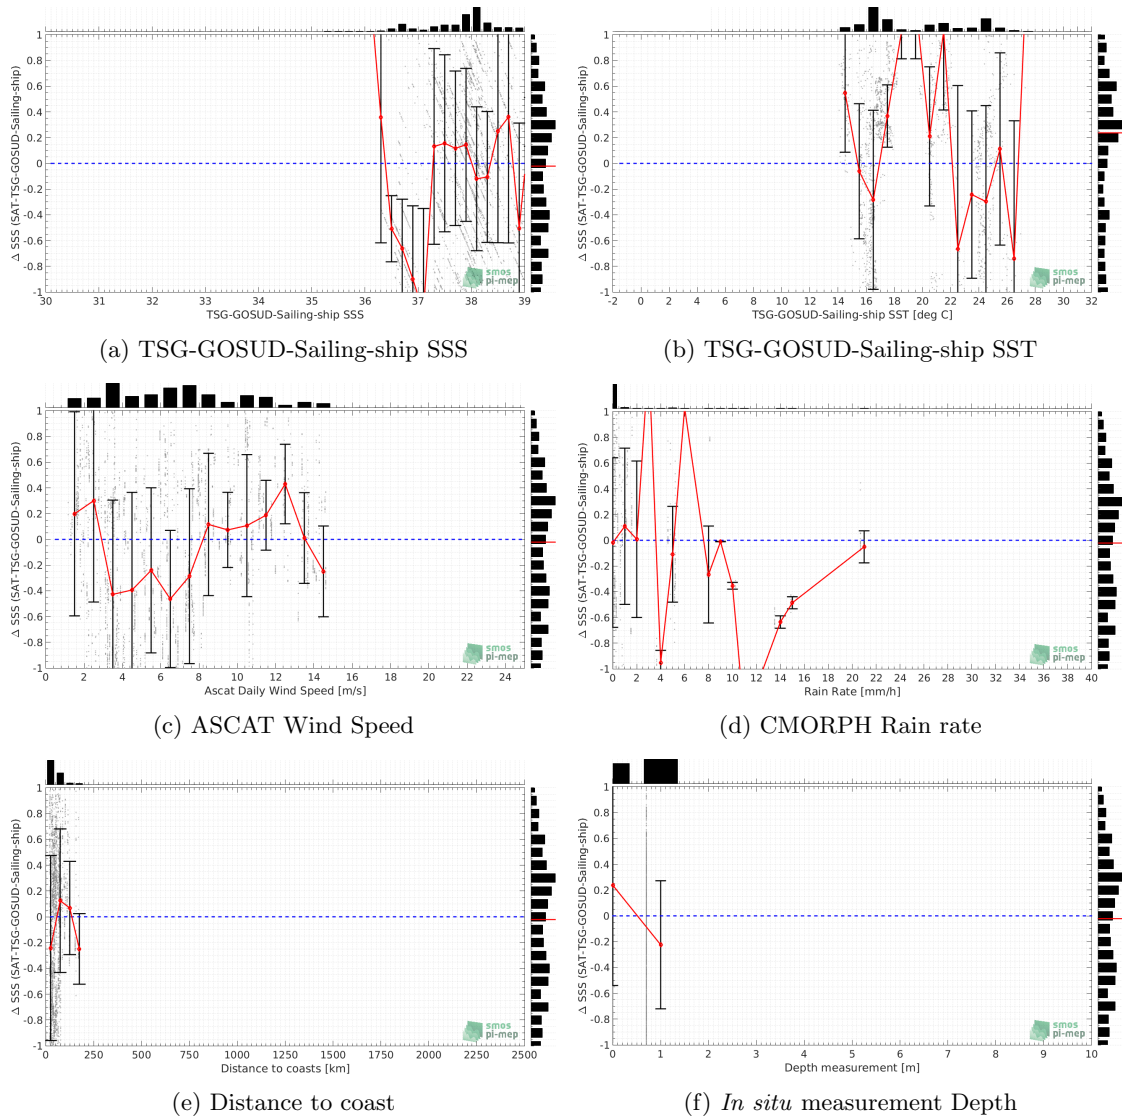 Δ SSS (SAT-TSG-GOSUD-Sailing-ship)
1
0.8
0.6
0.4
0.2
0
-0.2
-0.4
-0.6
-0.8
-1
30 31 32 33 34 35 36 37 38 39
TSG-GOSUD-Sailing-ship SSS
smos
pi-mep
(a) TSG-GOSUD-Sailing-ship SSS
Δ SSS (SAT-TSG-GOSUD-Sailing-ship)
1
0.8
0.6
0.4
0.2
0
-0.2
-0.4
-0.6
-0.8
-1
-2 0 2 4 6 8 10 12 14 16 18 20 22 24 26 28 30 32
TSG-GOSUD-Sailing-ship SST [deg C]
smos
pi-mep
(b) TSG-GOSUD-Sailing-ship SST
Δ SSS (SAT-TSG-GOSUD-Sailing-ship)
1
0.8
0.6
0.4
0.2
0
-0.2
-0.4
-0.6
-0.8
-1
0 2 4 6 8 10 12 14 16 18 20 22 24
Ascat Daily Wind Speed [m/s]
smos
pi-mep
(c) ASCAT Wind Speed
Δ SSS (SAT-TSG-GOSUD-Sailing-ship)
1
0.8
0.6
0.4
0.2
0
-0.2
-0.4
-0.6
-0.8
-1
0 2 4 6 8 10 12 14 16 18 20 22 24 26 28 30 32 34 36 38 40
Rain Rate [mm/h]
smos
pi-mep
(d) CMORPH Rain rate
Δ SSS (SAT-TSG-GOSUD-Sailing-ship)
1
0.8
0.6
0.4
0.2
0
-0.2
-0.4
-0.6
-0.8
-1
0 250 500 750 1000 1250 1500 1750 2000 2250 2500
Distance to coasts [km]
smos
pi-mep
(e) Distance to coast
Δ SSS (SAT-TSG-GOSUD-Sailing-ship)
1
0.8
0.6
0.4
0.2
0
-0.2
-0.4
-0.6
-0.8
-1
0 1 2 3 4 5 6 7 8 9 10
Depth measurement [m]
smos
pi-mep
(f) In situ measurement Depth